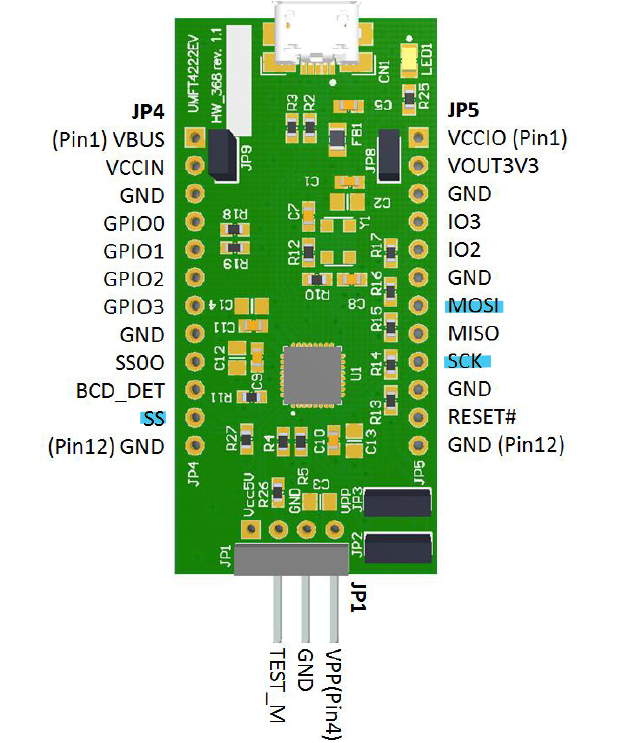 UMFT4222EV
HW_368 rev. 1.1
CN1
LED1
R25
C5
R3
R2
FB1
JP9
JP8
JP4
(Pin1) VBUS
VCCIN
GND
GPIO0
GPIO1
GPIO2
GPIO3
GND
SS0O
BCD_DET
SS
(Pin12) GND
JP5
VCCIO (Pin1)
VOUT3V3
GND
IO3
IO2
GND
MOSI
MISO
SCK
GND
RESET#
GND (Pin12)
C1
C2
C7
Y1
R18
R19
R12
R17
R10
C8
R16
C14
C11
R15
C12
C9
U1
R14
R11
R13
R27
R4
R5
C10
C13
JP4
JP5
Vcc5V
R26
GND
C3
VPP
JP3
JP2
JP1
JP1
TEST_M
GND
VPP(Pin4)